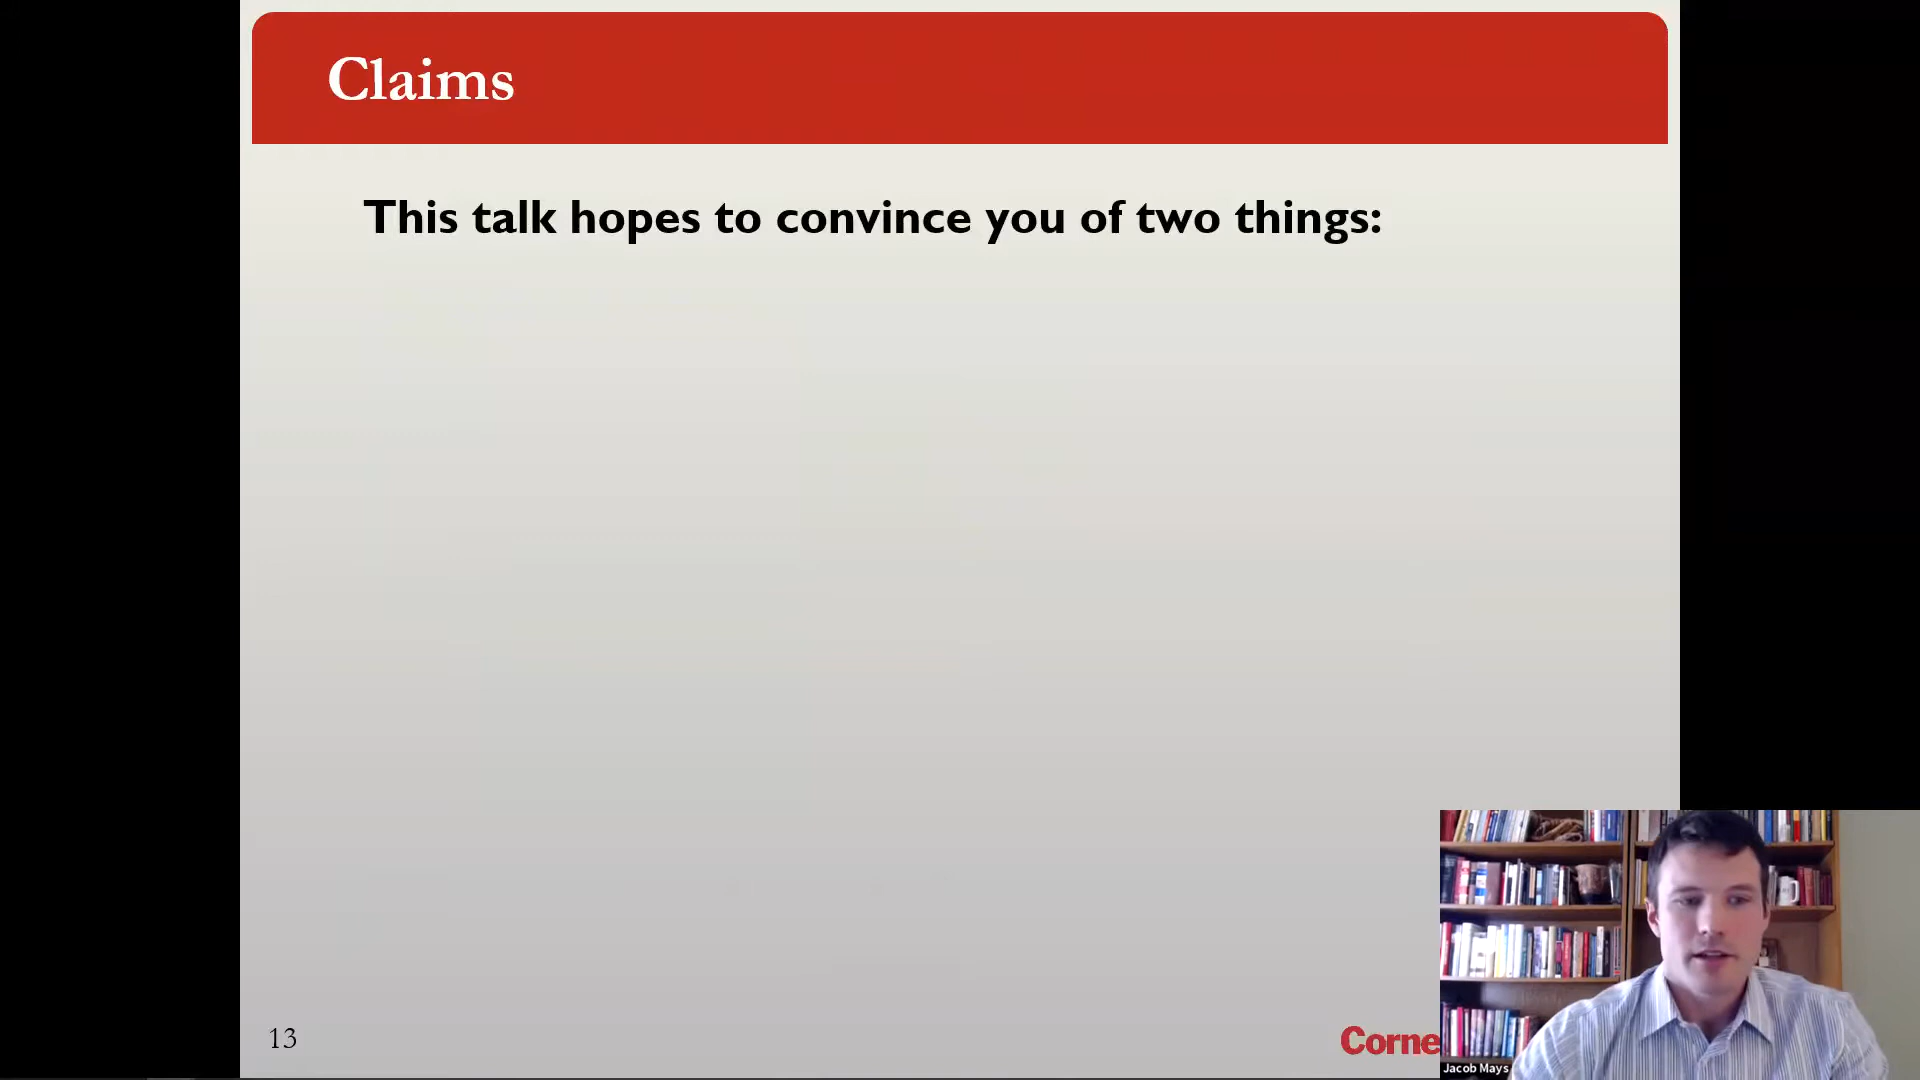 Claims
This talk hopes to convince you of two things:
13
Corne
Jacob Mays